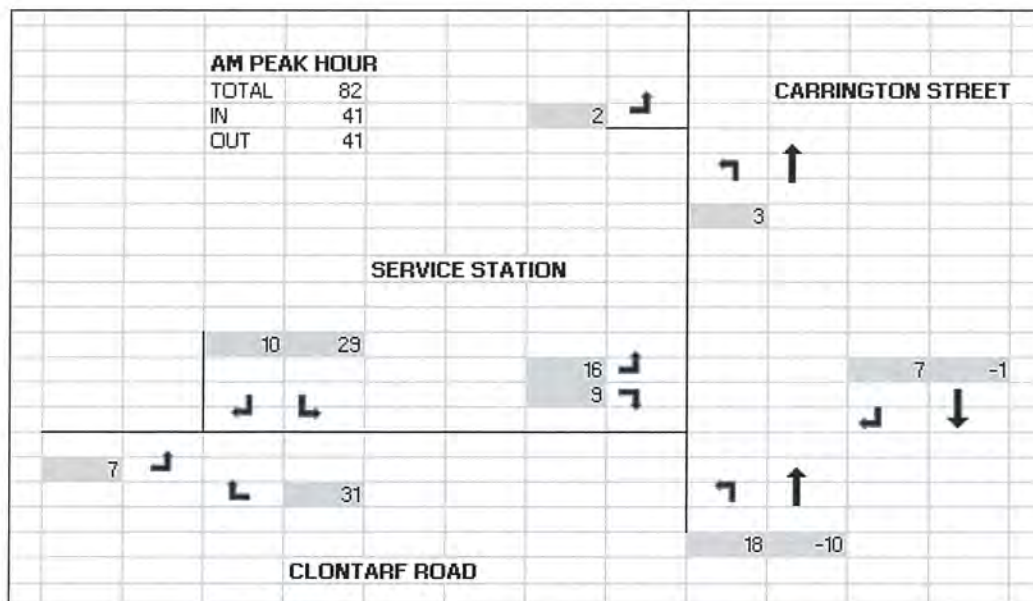 AM PEAK HOUR
TOTAL 82
IN 41
OUT 41
2
CARRINGTON STREET
3
SERVICE STATION
10 29
16
9
7 -1
7
31
18 -10
CLONTARF ROAD